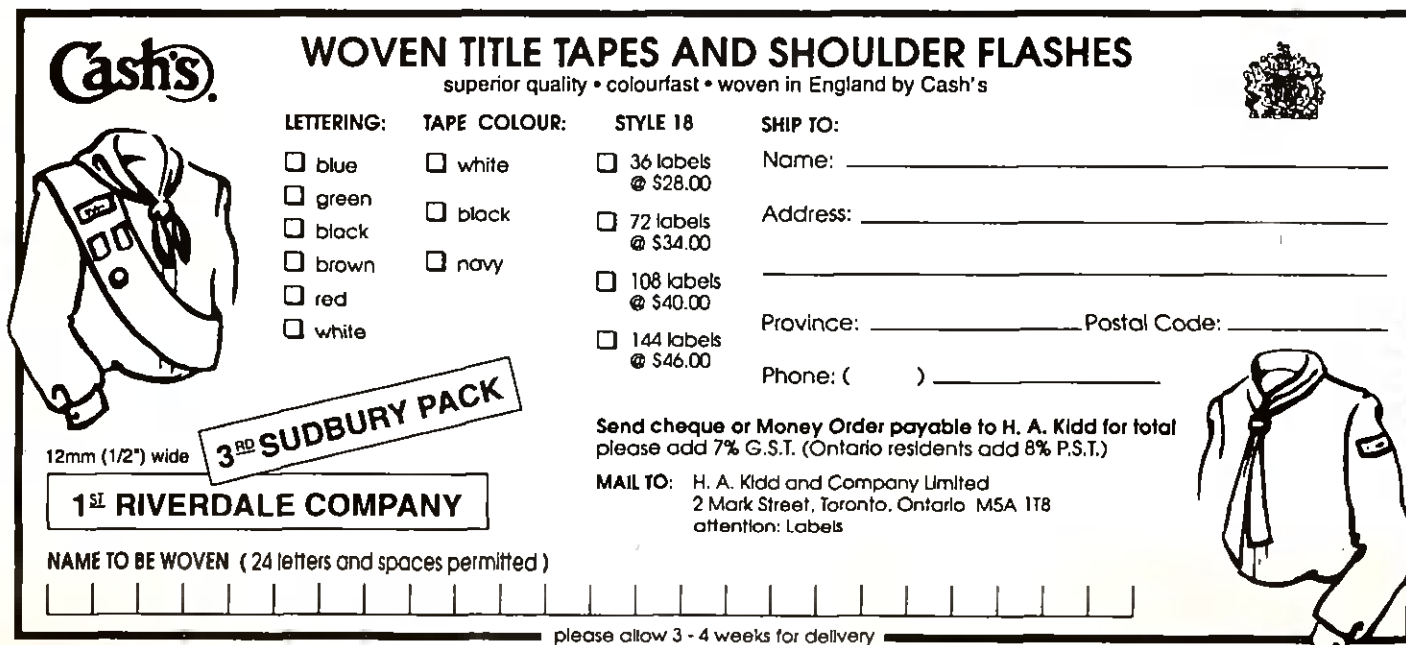 Cash's
WOVEN TITLE TAPES AND SHOULDER FLASHES
superior quality • colourfast • woven in England by Cash's
LETTERING:
blue
green
black
brown
red
white
TAPE COLOUR:
white
black
navy
STYLE 18
36 labels
@ $28.00
72 labels
@ $34.00
108 labels
@ $40.00
144 labels
@ $46.00
SHIP TO:
Name:
Address:
Province: Postal Code:
Phone: ( )
3RD SUDBURY PACK
12mm (1/2") wide
1ST RIVERDALE COMPANY
Send cheque or Money Order payable to H. A. Kidd for total
please add 7% G.S.T. (Ontario residents add 8% P.S.T.)
MAIL TO: H. A. Kidd and Company Limited
2 Mark Street, Toronto, Ontario M5A 1T8
attention: Labels
NAME TO BE WOVEN ( 24 letters and spaces permitted )
please allow 3 - 4 weeks for delivery